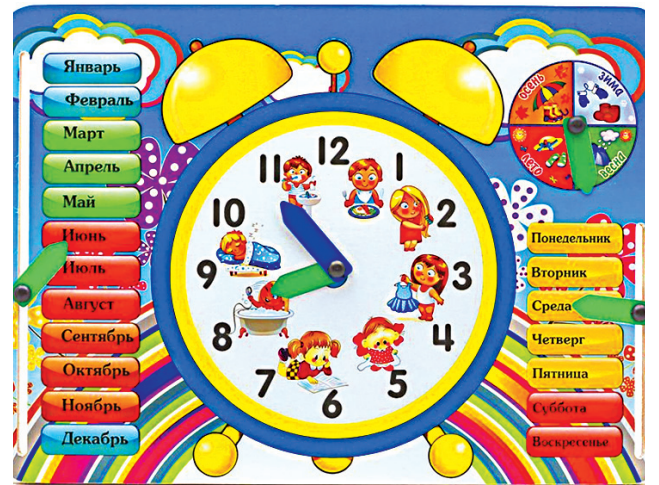 Январь
Февраль
Март
Апрель
Май
Июнь
Июль
Август
Сентябрь
Октябрь
Ноябрь
Декабрь
осень
зима
лето
весна
12
1
2
3
4
5
6
7
8
9
10
11
Понедельник
Вторник
Среда
Четверг
Пятница
Суббота
Воскресенье